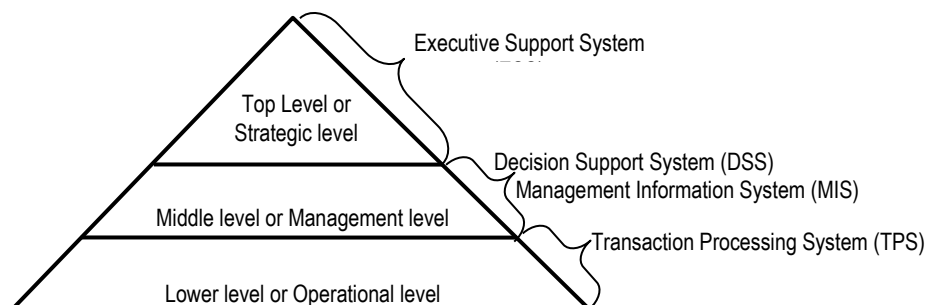 Executive Support System
Top Level or
Strategic level
Decision Support System (DSS)
Management Information System (MIS)
Middle level or Management level
Transaction Processing System (TPS)
Lower level or Operational level